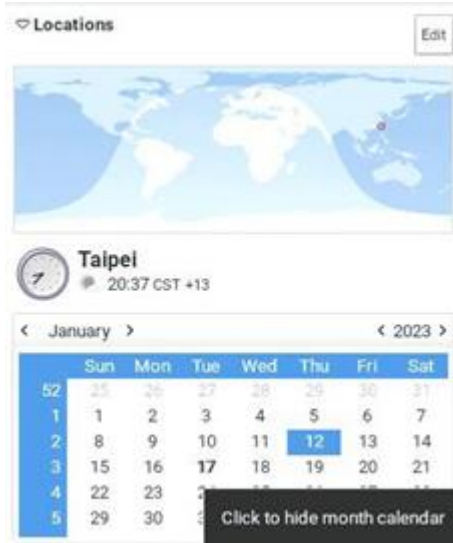 Locations
Edit
Taipei
20:37 CST +13
< January > < 2023 >
Sun Mon Tue Wed Thu Fri Sat
52 25 26 27 28 29 30 31
1 1 2 3 4 5 6 7
2 8 9 10 11 12 13 14
3 15 16 17 18 19 20 21
4 22 23
5 29 30
Click to hide month calendar